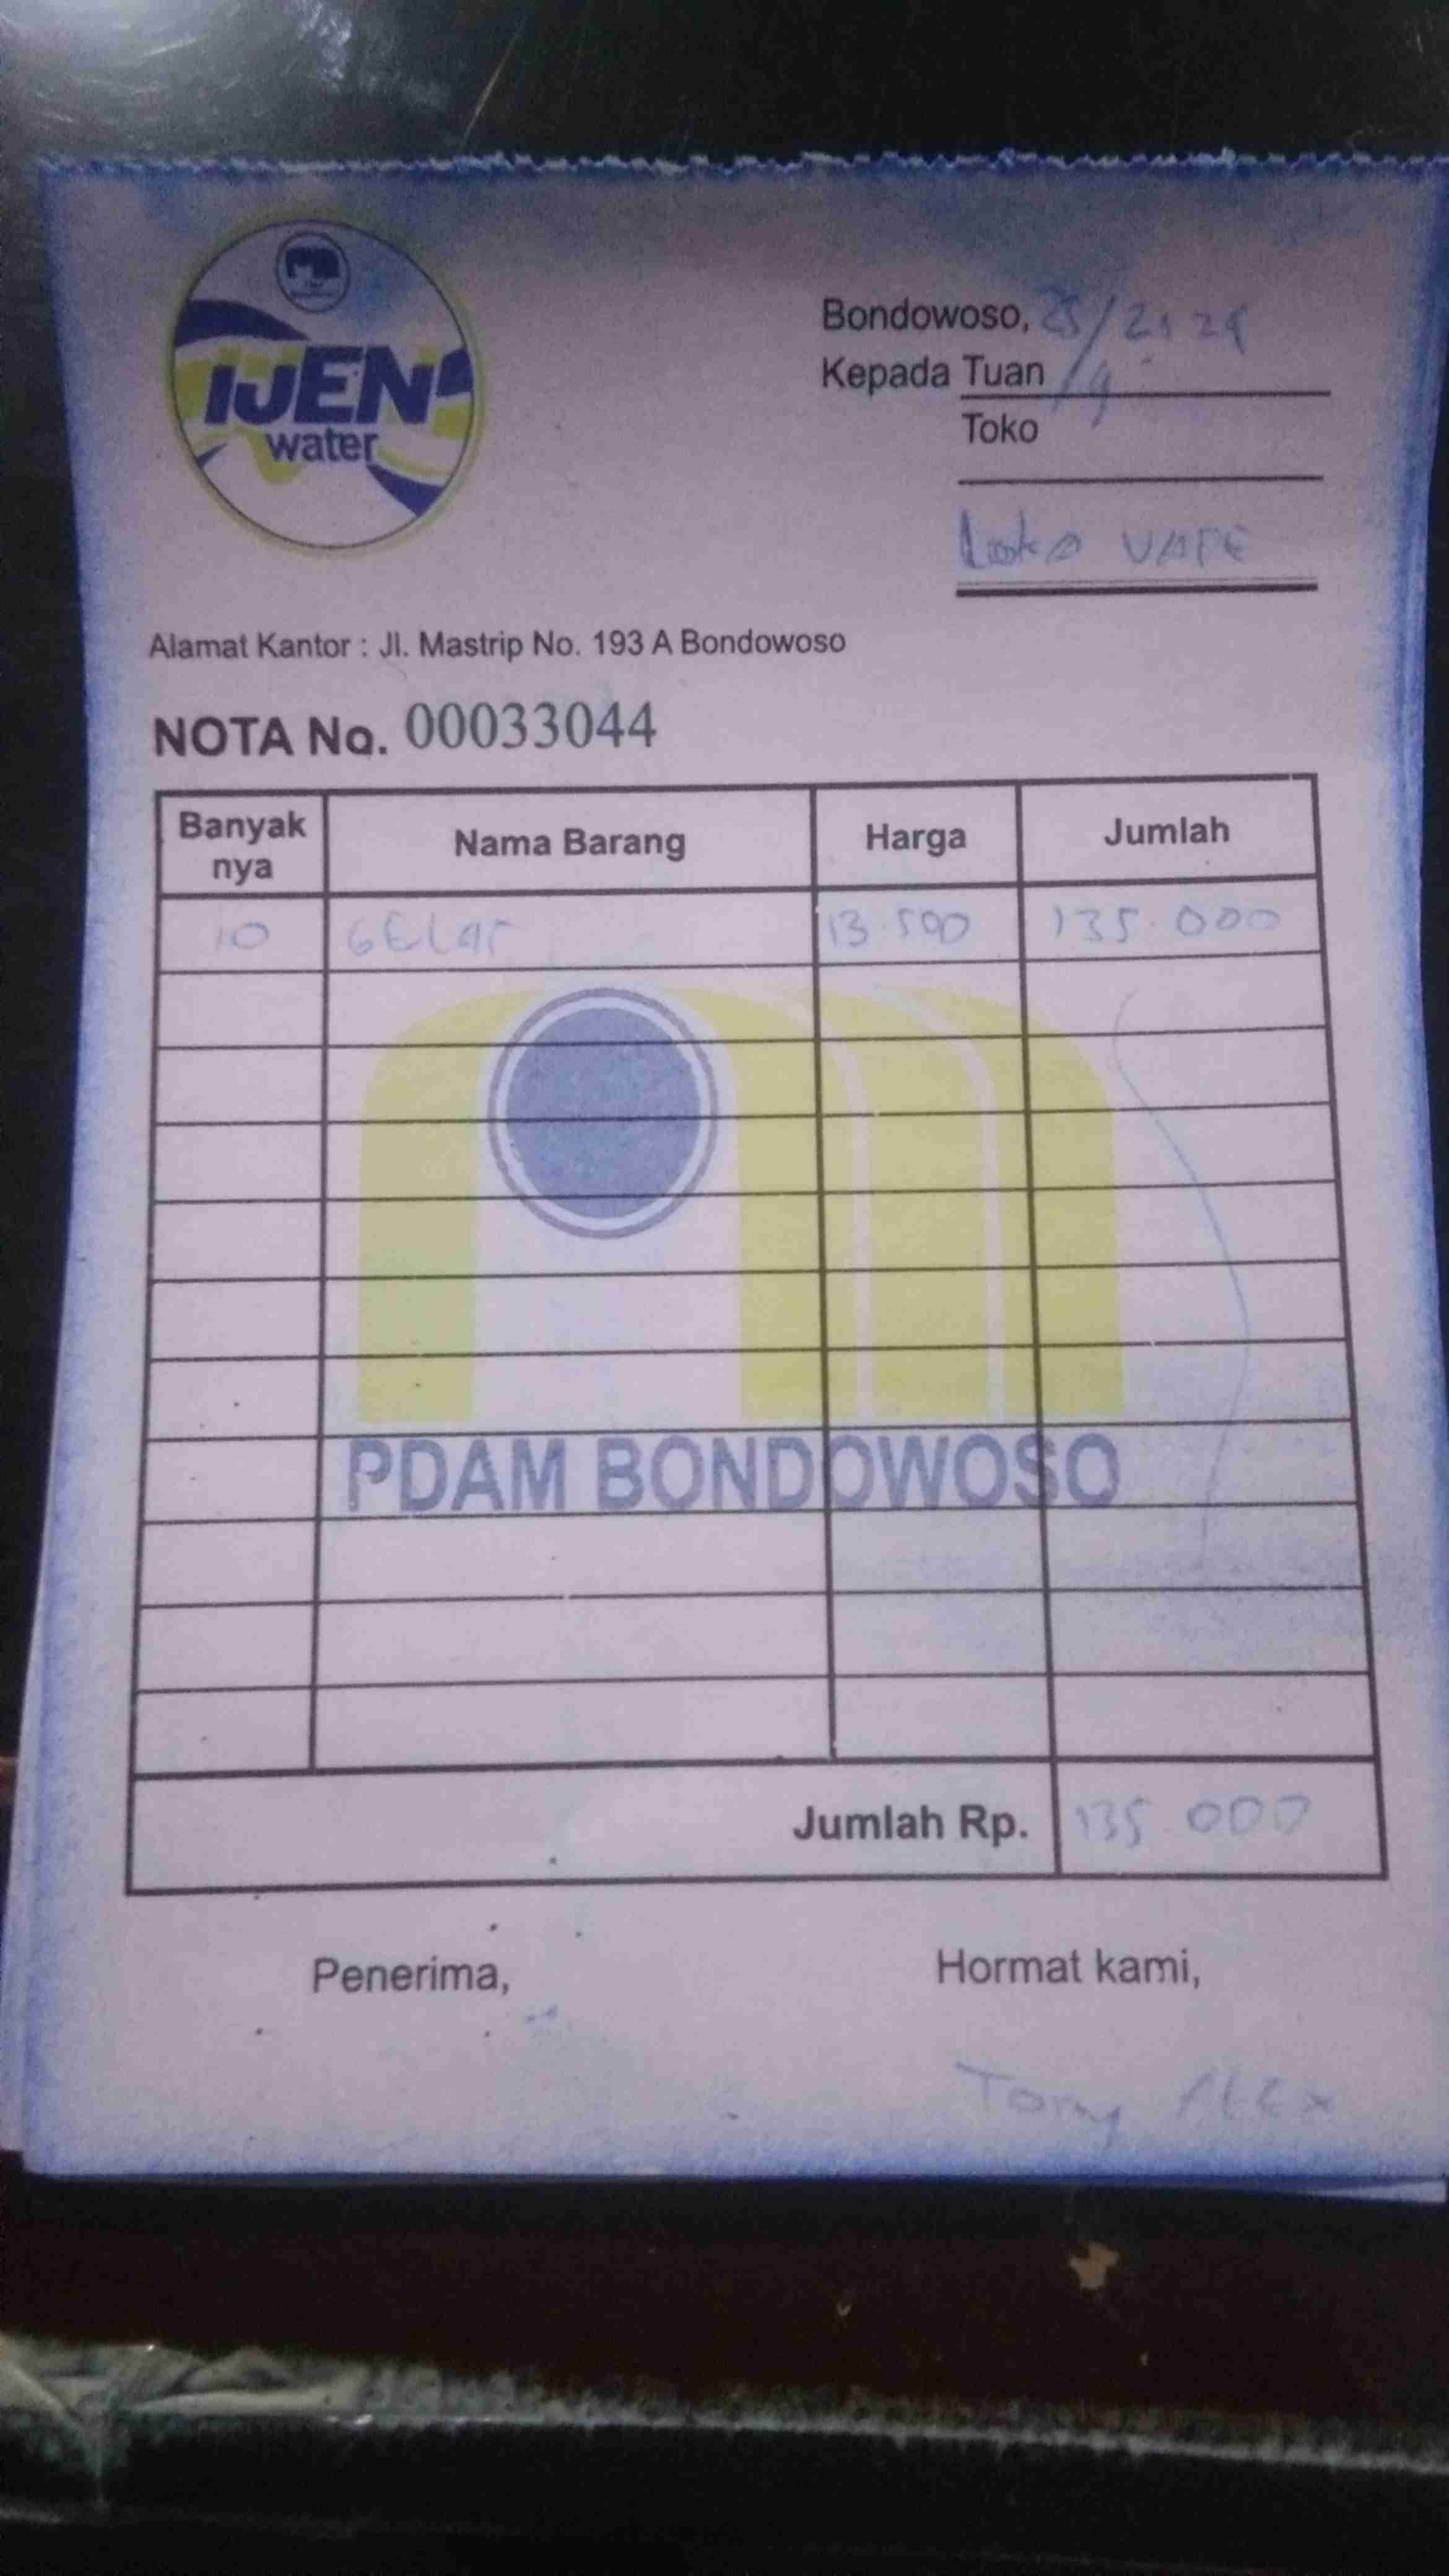 IJEN
water
Bondowoso, 25/9 2024
Kepada Tuan
Toko
VAPE
Alamat Kantor : Jl. Mastrip No. 193 A Bondowoso
NOTA No. 00033044
Banyak nya Nama Barang Harga Jumlah
10 GELAS 13.500 135.000
PDAM BONDOWOSO
Jumlah Rp. 135.000
Penerima, Hormat kami,
Tony ALEX